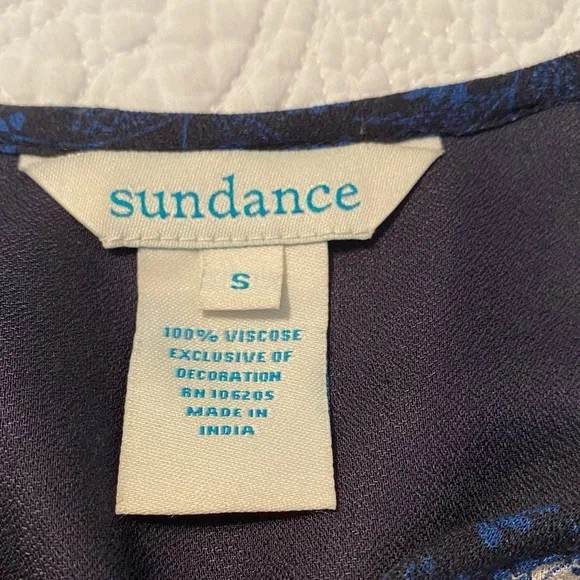 sundance
S
100% VISCOSE
EXCLUSIVE OF
DECORATION
RN 106205
MADE IN
INDIA